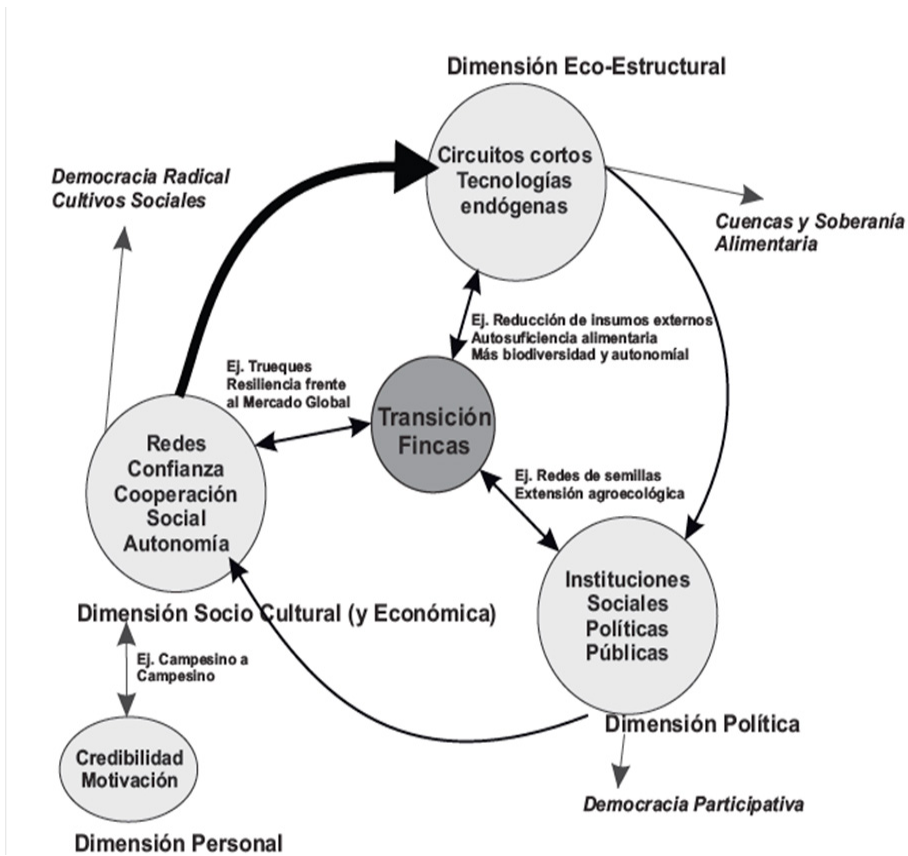 Dimensión Eco-Estructural
Circuitos cortos
Tecnologías
endógenas
Democracia Radical
Cultivos Sociales
Cuencas y Soberanía
Alimentaria
Ej. Reducción de insumos externos
Autosuficiencia alimentaria
Más biodiversidad y autonomíal
Ej. Trueques
Resiliencia frente
al Mercado Global
Transición
Fincas
Redes
Confianza
Cooperación
Social
Autonomía
Ej. Redes de semillas
Extensión agroecológica
Instituciones
Sociales
Políticas
Públicas
Dimensión Socio Cultural (y Económica)
Ej. Campesino a
Campesino
Dimensión Política
Credibilidad
Motivación
Democracia Participativa
Dimensión Personal